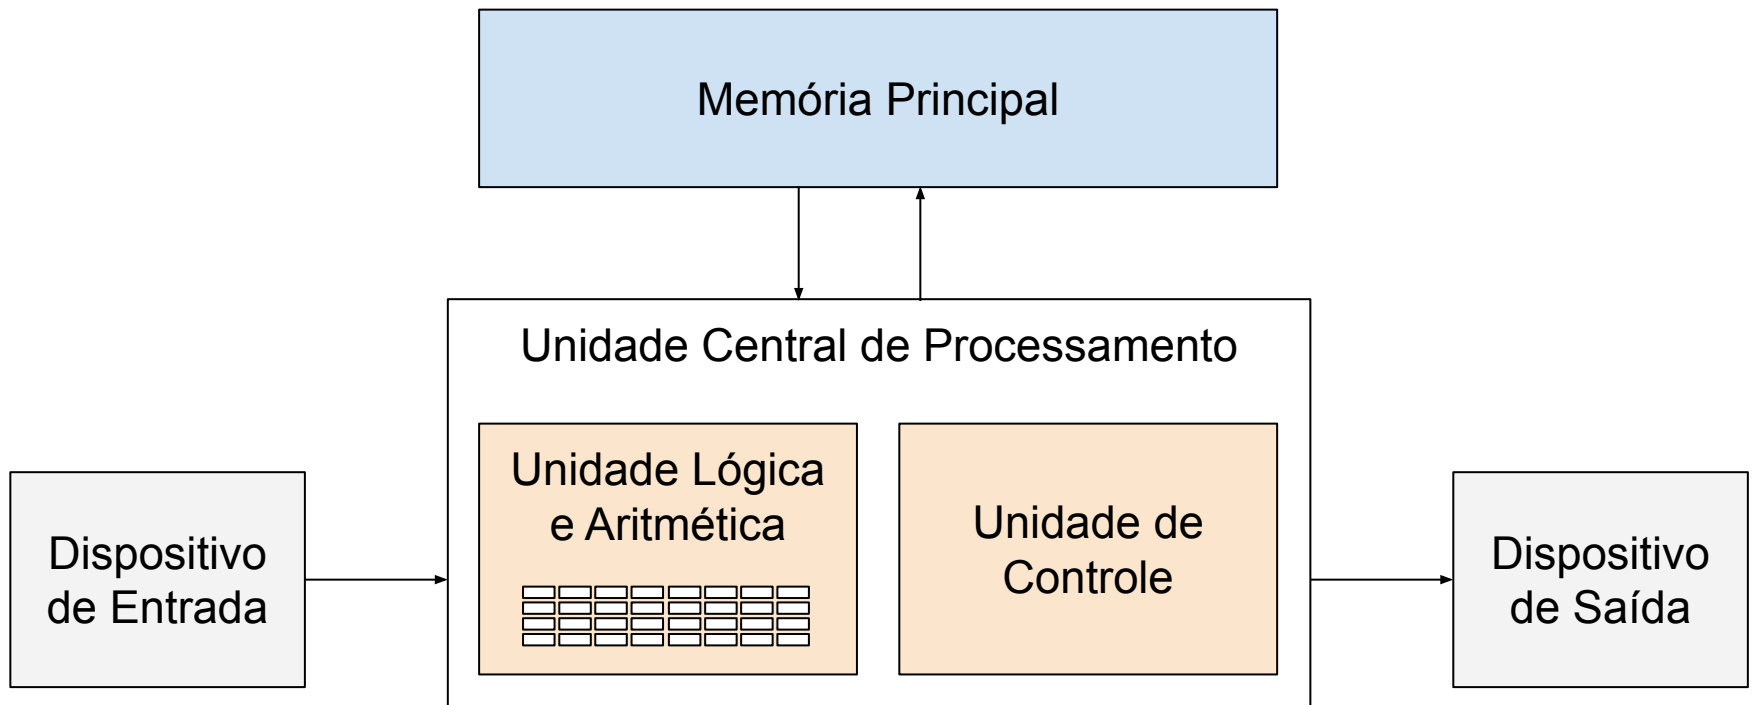 Memória Principal
Unidade Central de Processamento
Unidade Lógica
e Aritmética
Unidade de
Controle
Dispositivo
de Entrada
Dispositivo
de Saída